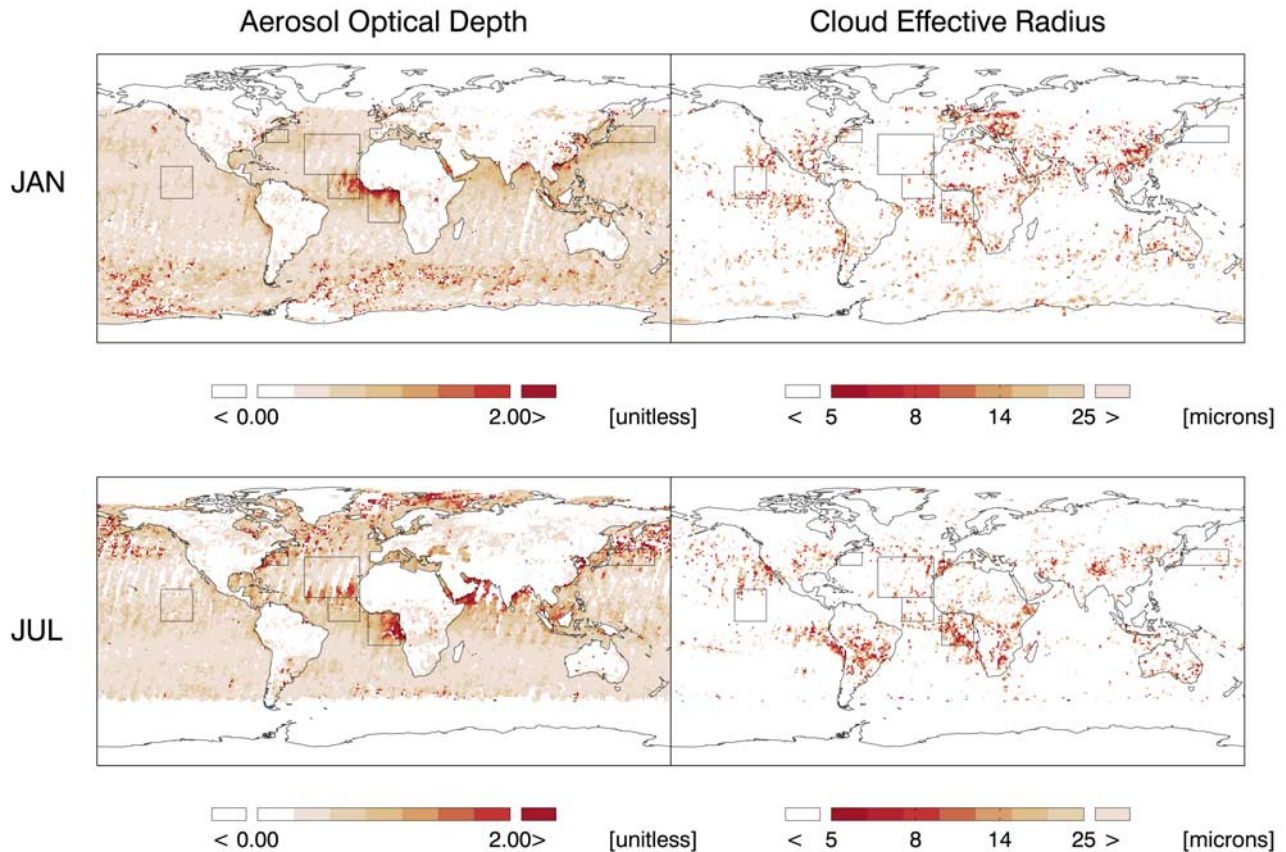 Aerosol Optical Depth Cloud Effective Radius
JAN
< 0.00 2.00> [unitless] < 5 8 14 25 > [microns]
JUL
< 0.00 2.00> [unitless] < 5 8 14 25 > [microns]